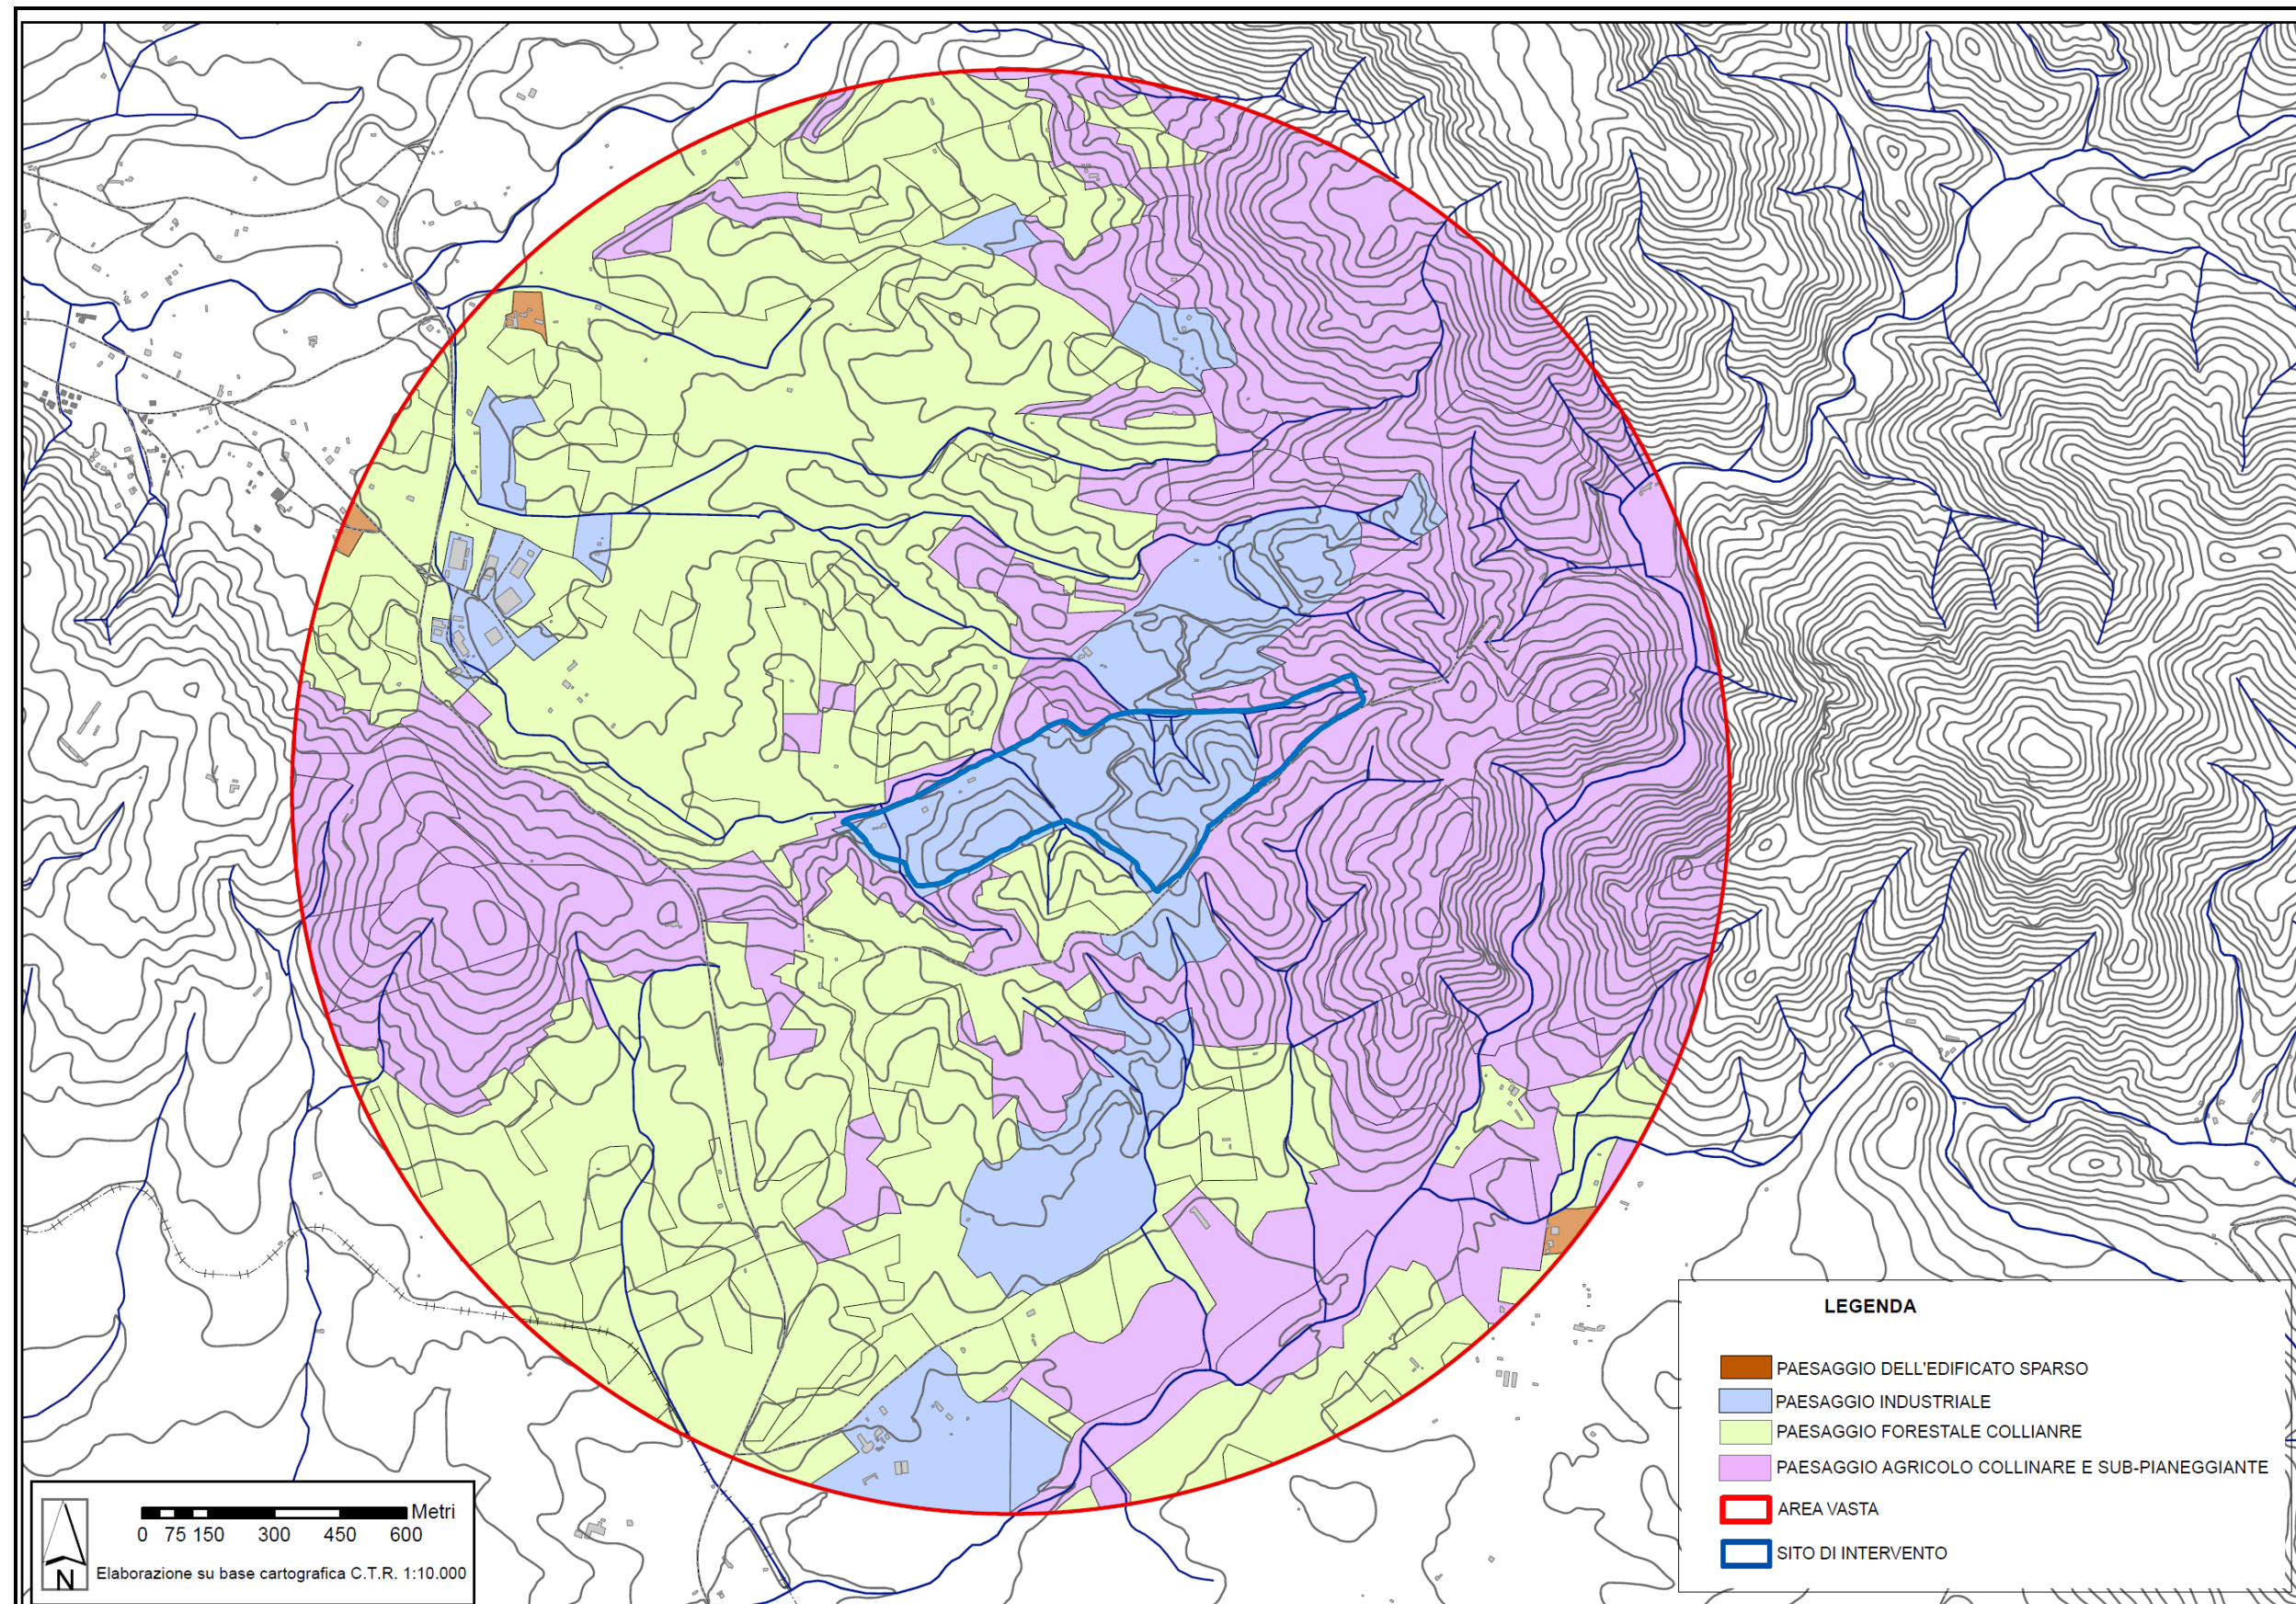 LEGENDA
PAESAGGIO DELL'EDIFICATO SPARSO
PAESAGGIO INDUSTRIALE
PAESAGGIO FORESTALE COLLIANRE
PAESAGGIO AGRICOLO COLLINARE E SUB-PIANEGGIANTE
AREA VASTA
SITO DI INTERVENTO
Metri
0 75 150 300 450 600
Elaborazione su base cartografica C.T.R. 1:10.000
N